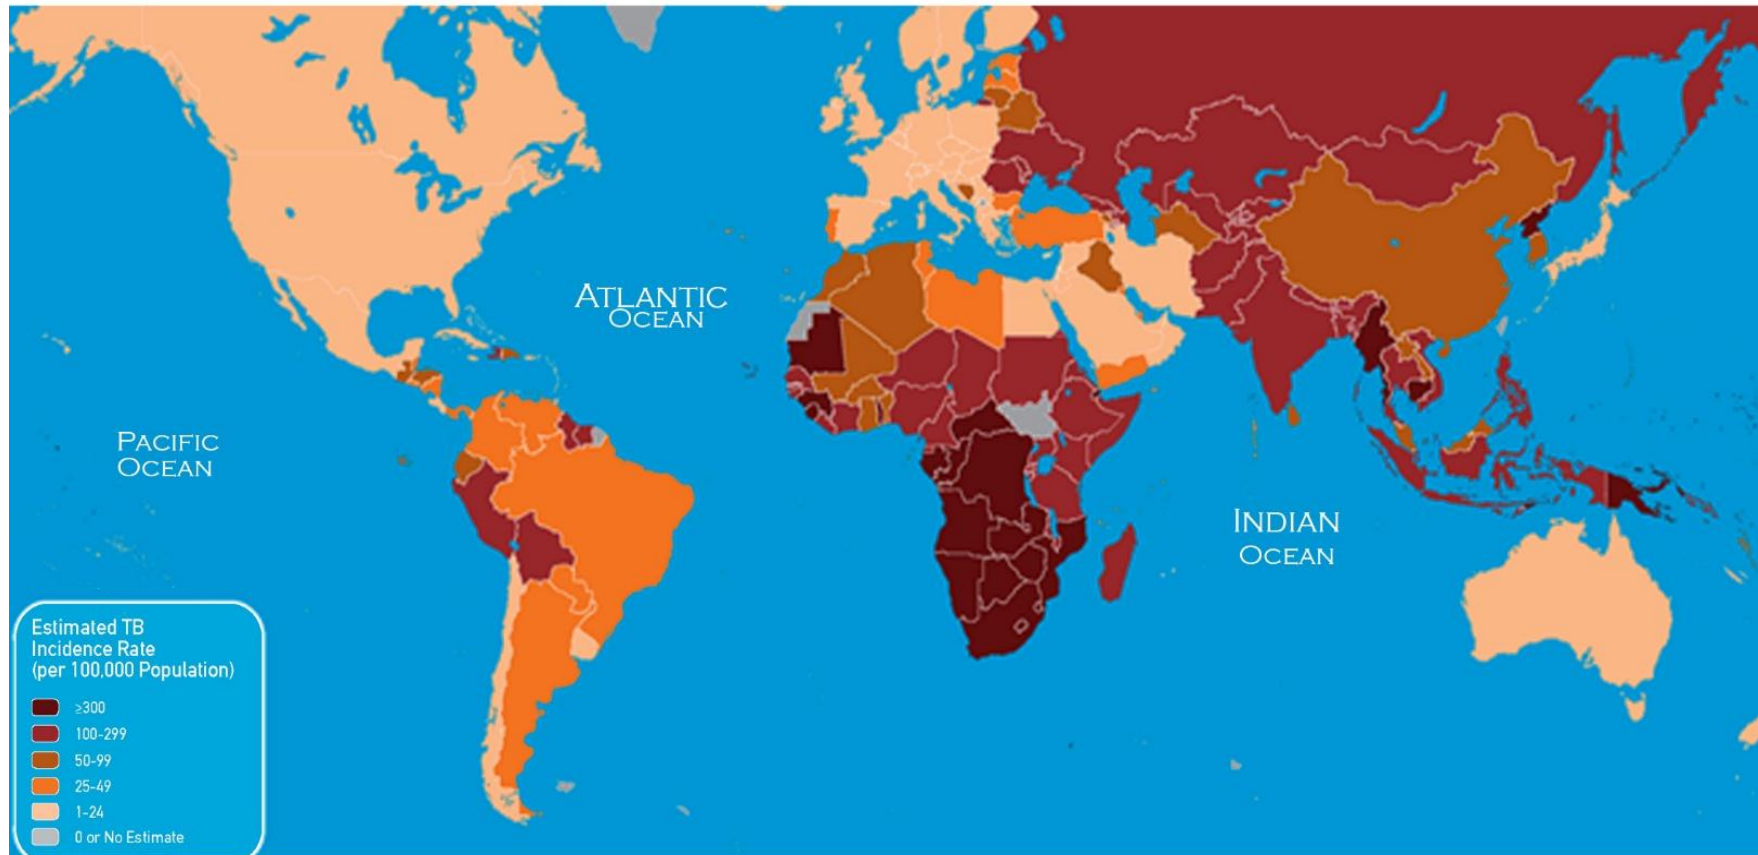 ATLANTIC
OCEAN
PACIFIC
OCEAN
INDIAN
OCEAN
Estimated TB
Incidence Rate
(per 100,000 Population)
≥300
100-299
50-99
25-49
1-24
0 or No Estimate